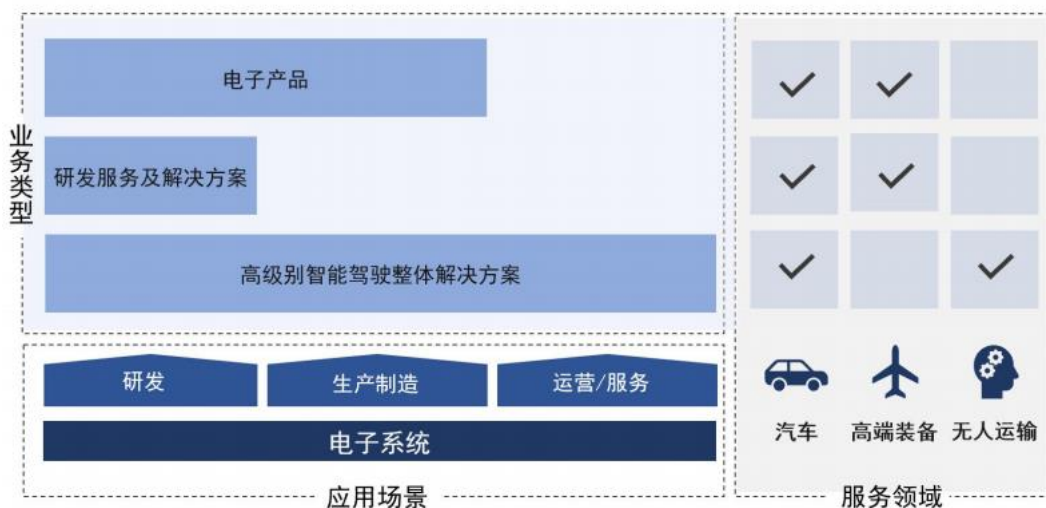 业务类型
电子产品
研发服务及解决方案
高级别智能驾驶整体解决方案
研发
生产制造
运营/服务
电子系统
应用场景
汽车
高端装备
无人运输
服务领域